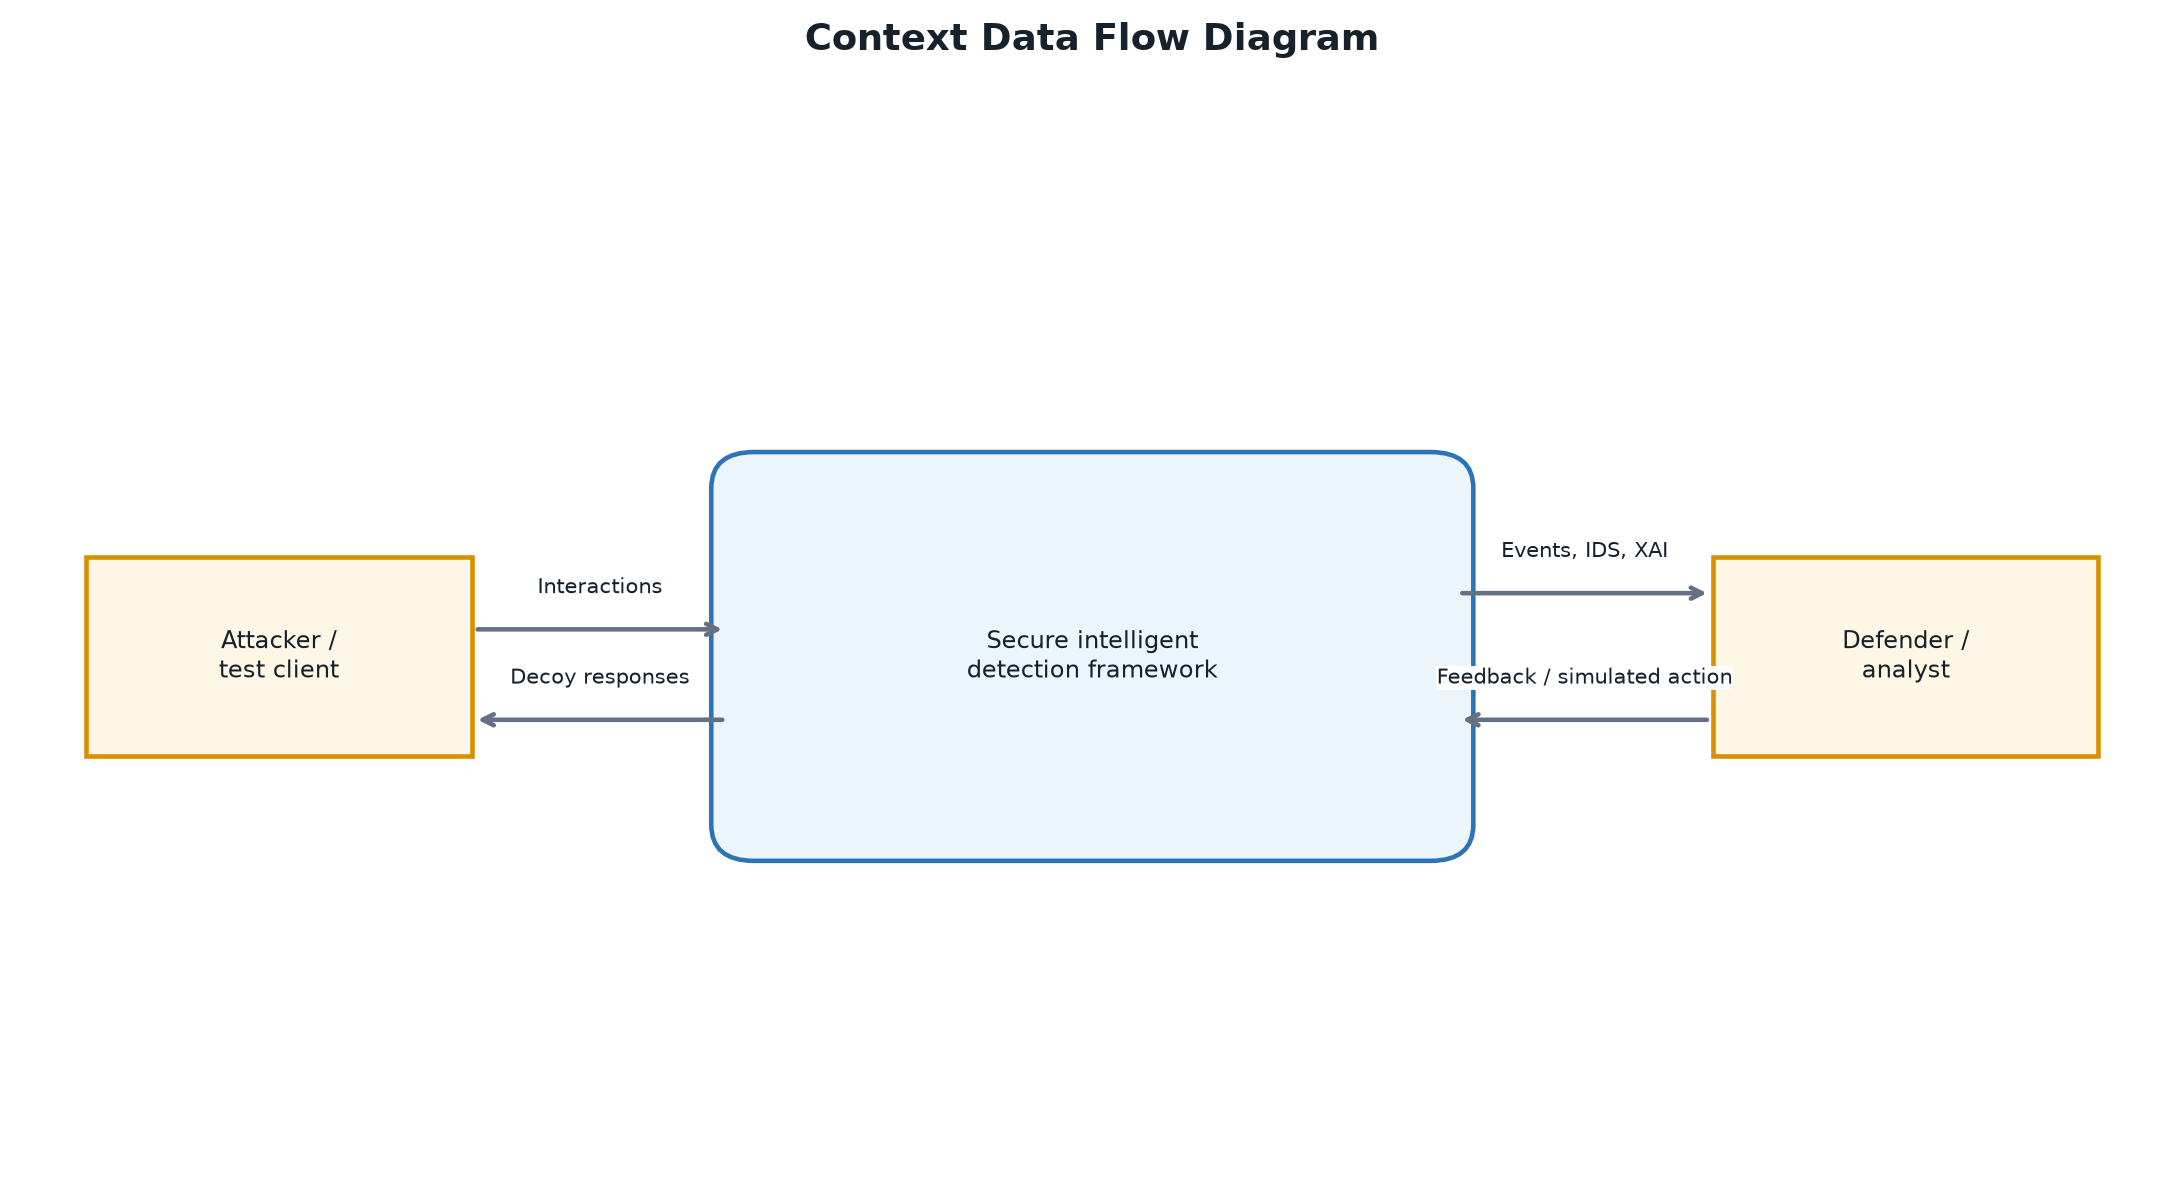 Context Data Flow Diagram
Attacker /
test client
Interactions
Decoy responses
Secure intelligent
detection framework
Events, IDS, XAI
Feedback / simulated action
Defender /
analyst